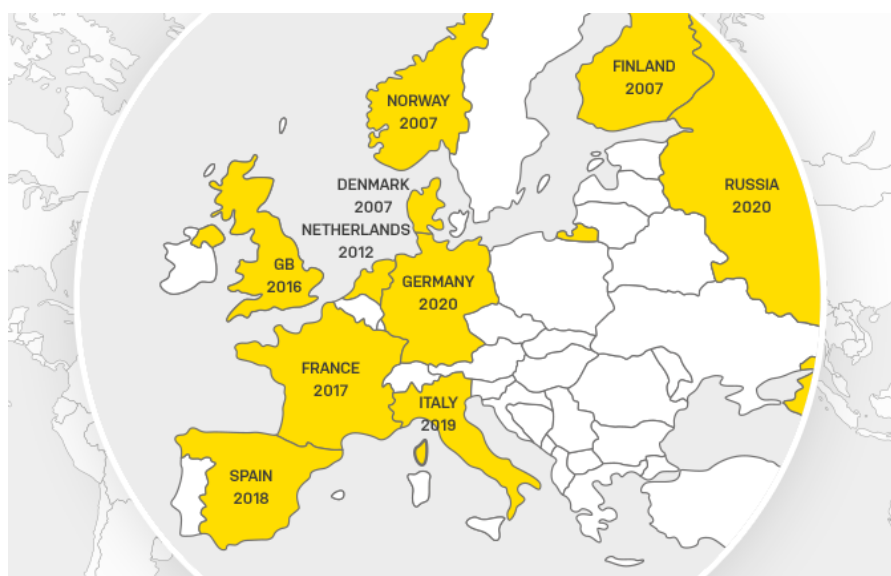 FINLAND
2007
NORWAY
2007
DENMARK
2007
RUSSIA
2020
NETHERLANDS
2012
GB
2016
GERMANY
2020
FRANCE
2017
ITALY
2019
SPAIN
2018